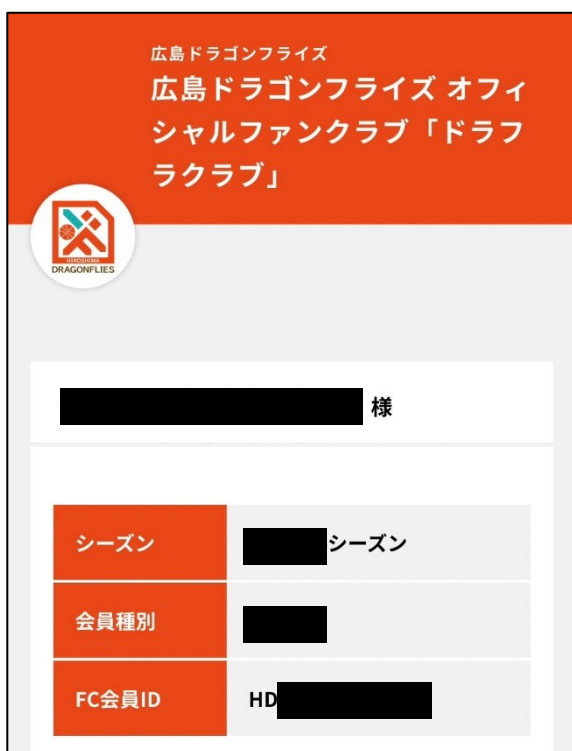 広島ドラゴンフライズ
広島ドラゴンフライズ オフィ
シャルファンクラブ「ドラフ
ラクラブ」
HIROSHIMA
DRAGONFLIES
様
シーズン
シーズン
会員種別
FC会員ID
HD